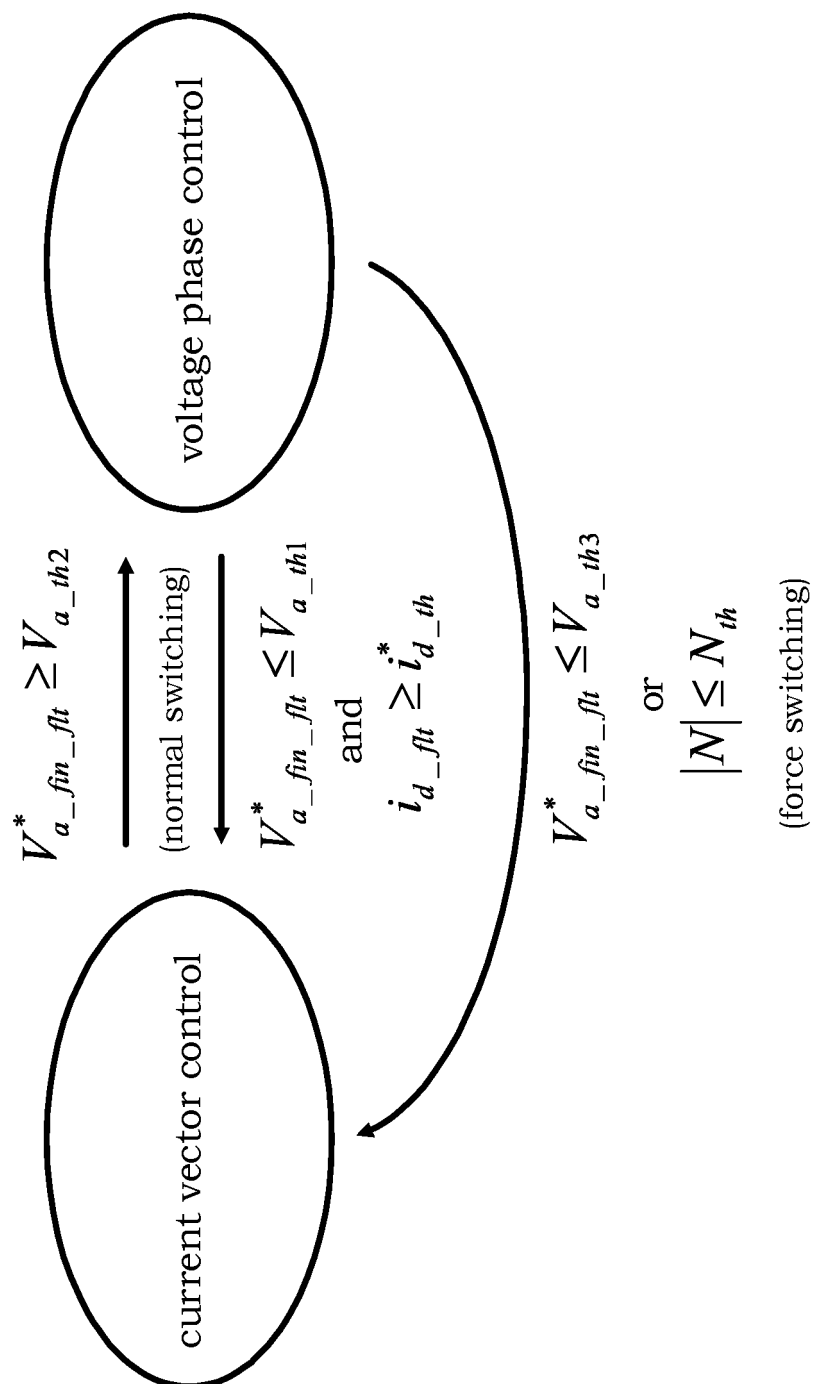 V*a_fin_flt ≥ Va_th2
(normal switching)
current vector control
voltage phase control
V*a_fin_flt ≤ Va_th1
and
id_flt ≥ i*d_th
V*a_fin_flt ≤ Va_th3
or
|N| ≤ Nth
(force switching)